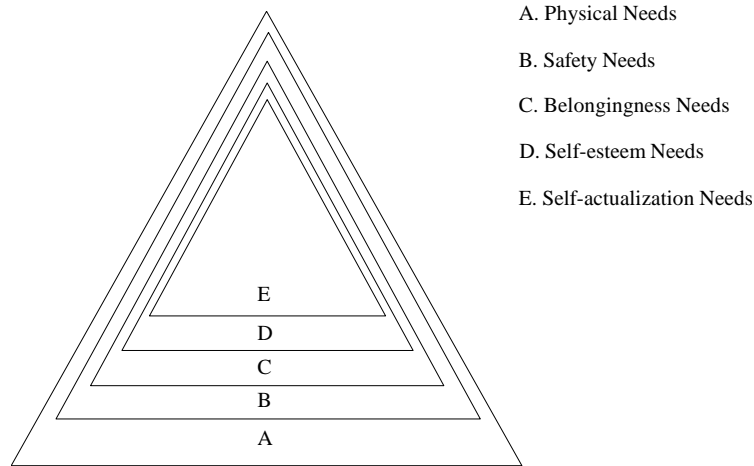 A. Physical Needs
B. Safety Needs
C. Belongingness Needs
D. Self-esteem Needs
E. Self-actualization Needs
E
D
C
B
A